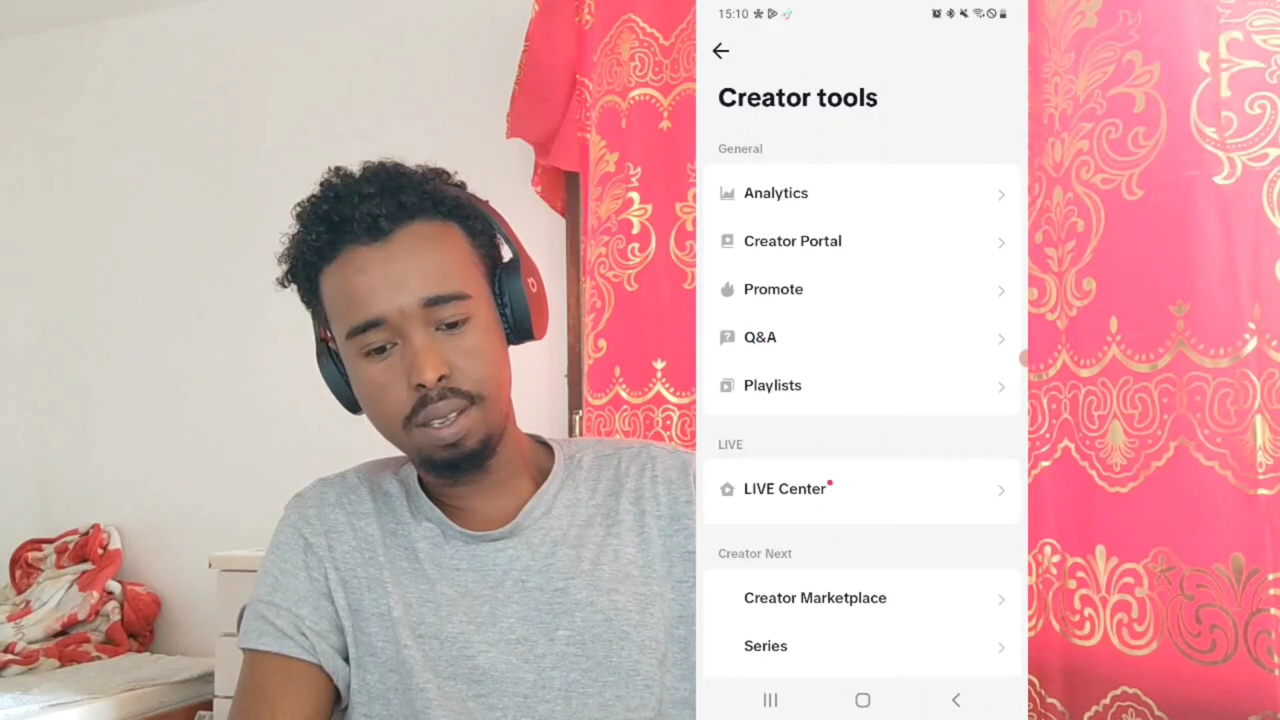 15:10
Creator tools
General
Analytics
Creator Portal
Promote
Q&A
Playlists
LIVE
LIVE Center
Creator Next
Creator Marketplace
Series